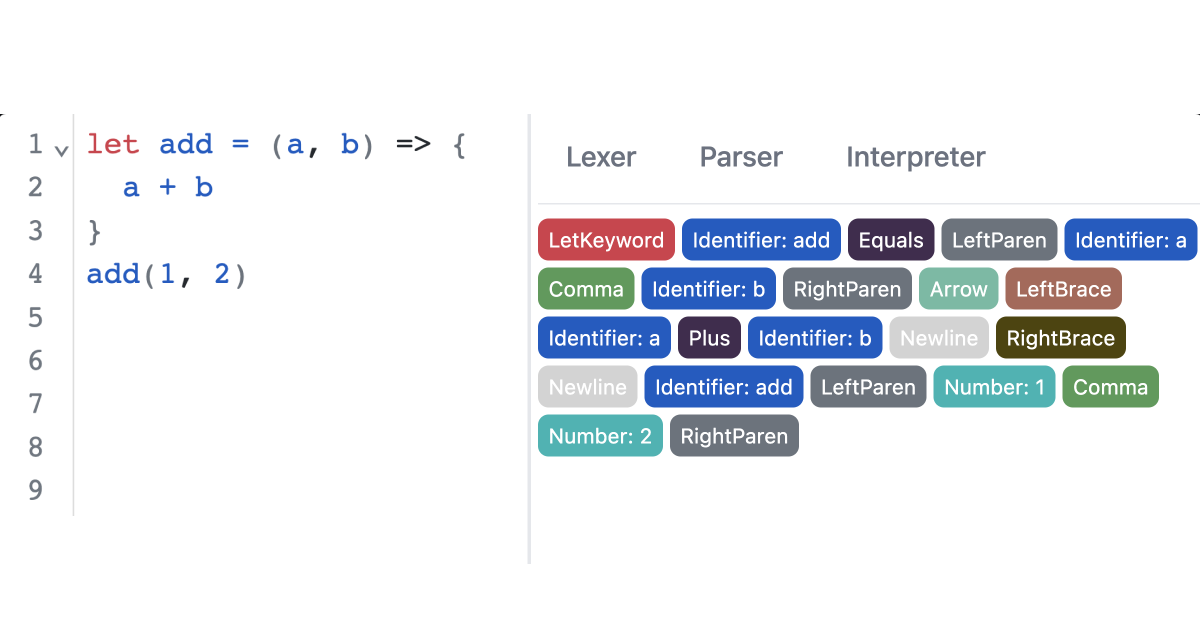 1 let add = (a, b) => {
2 a + b
3 }
4 add(1, 2)
5
6
7
8
9
Lexer Parser Interpreter
LetKeyword Identifier: add Equals LeftParen Identifier: a
Comma Identifier: b RightParen Arrow LeftBrace
Identifier: a Plus Identifier: b Newline RightBrace
Newline Identifier: add LeftParen Number: 1 Comma
Number: 2 RightParen